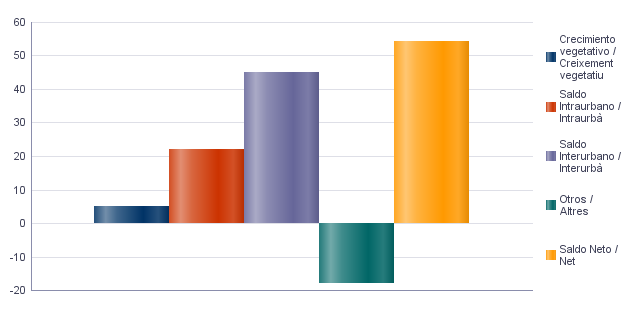 60
50
40
30
20
10
0
-10
-20
Crecimiento
vegetativo /
Creixement
vegetatiu
Saldo
Intraurbano /
Intraurbà
Saldo
Interurbano /
Interurbà
Otros /
Altres
Saldo Neto /
Net